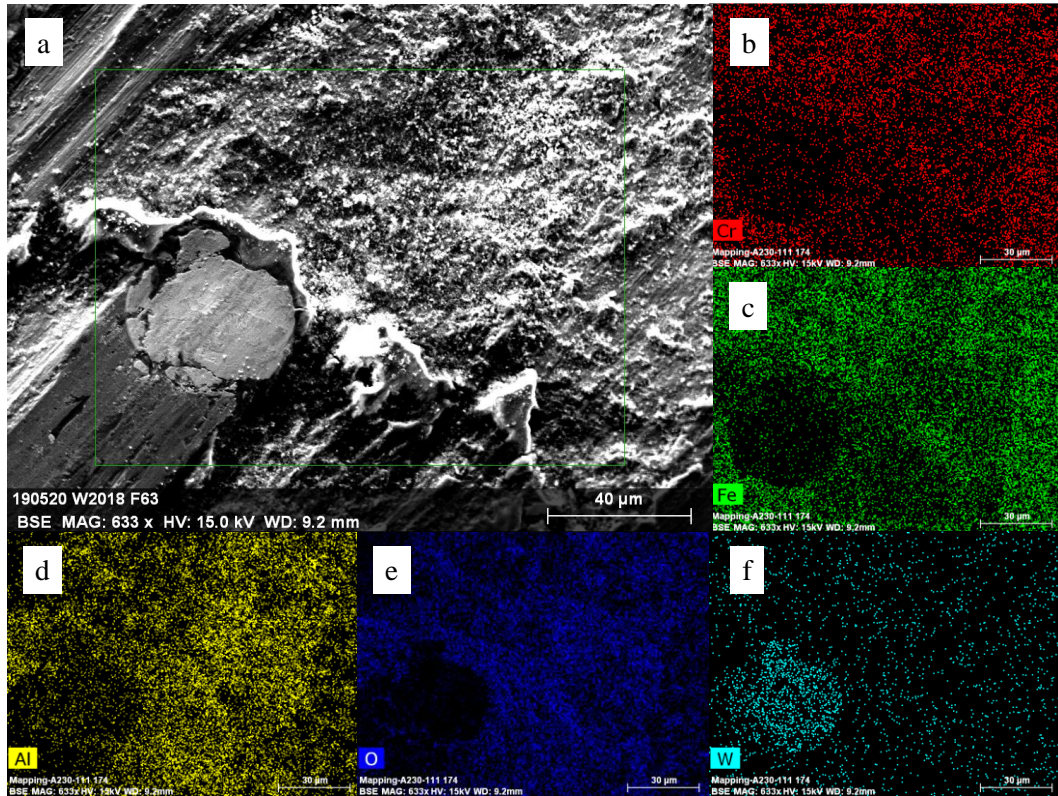 a
190520 W2018 F63
40 µm
BSE MAG: 633 x HV: 15.0 kV WD: 9.2 mm
b
Cr
Mapping-A230-111 174
BSE MAG: 633x HV: 15kV WD: 9.2mm
30 µm
c
Fe
Mapping-A230-111 174
BSE MAG: 633x HV: 15kV WD: 9.2mm
30 µm
d
Al
Mapping-A230-111 174
BSE MAG: 633x HV: 15kV WD: 9.2mm
30 µm
e
O
Mapping-A230-111 174
BSE MAG: 633x HV: 15kV WD: 9.2mm
30 µm
f
W
Mapping-A230-111 174
BSE MAG: 633x HV: 15kV WD: 9.2mm
30 µm